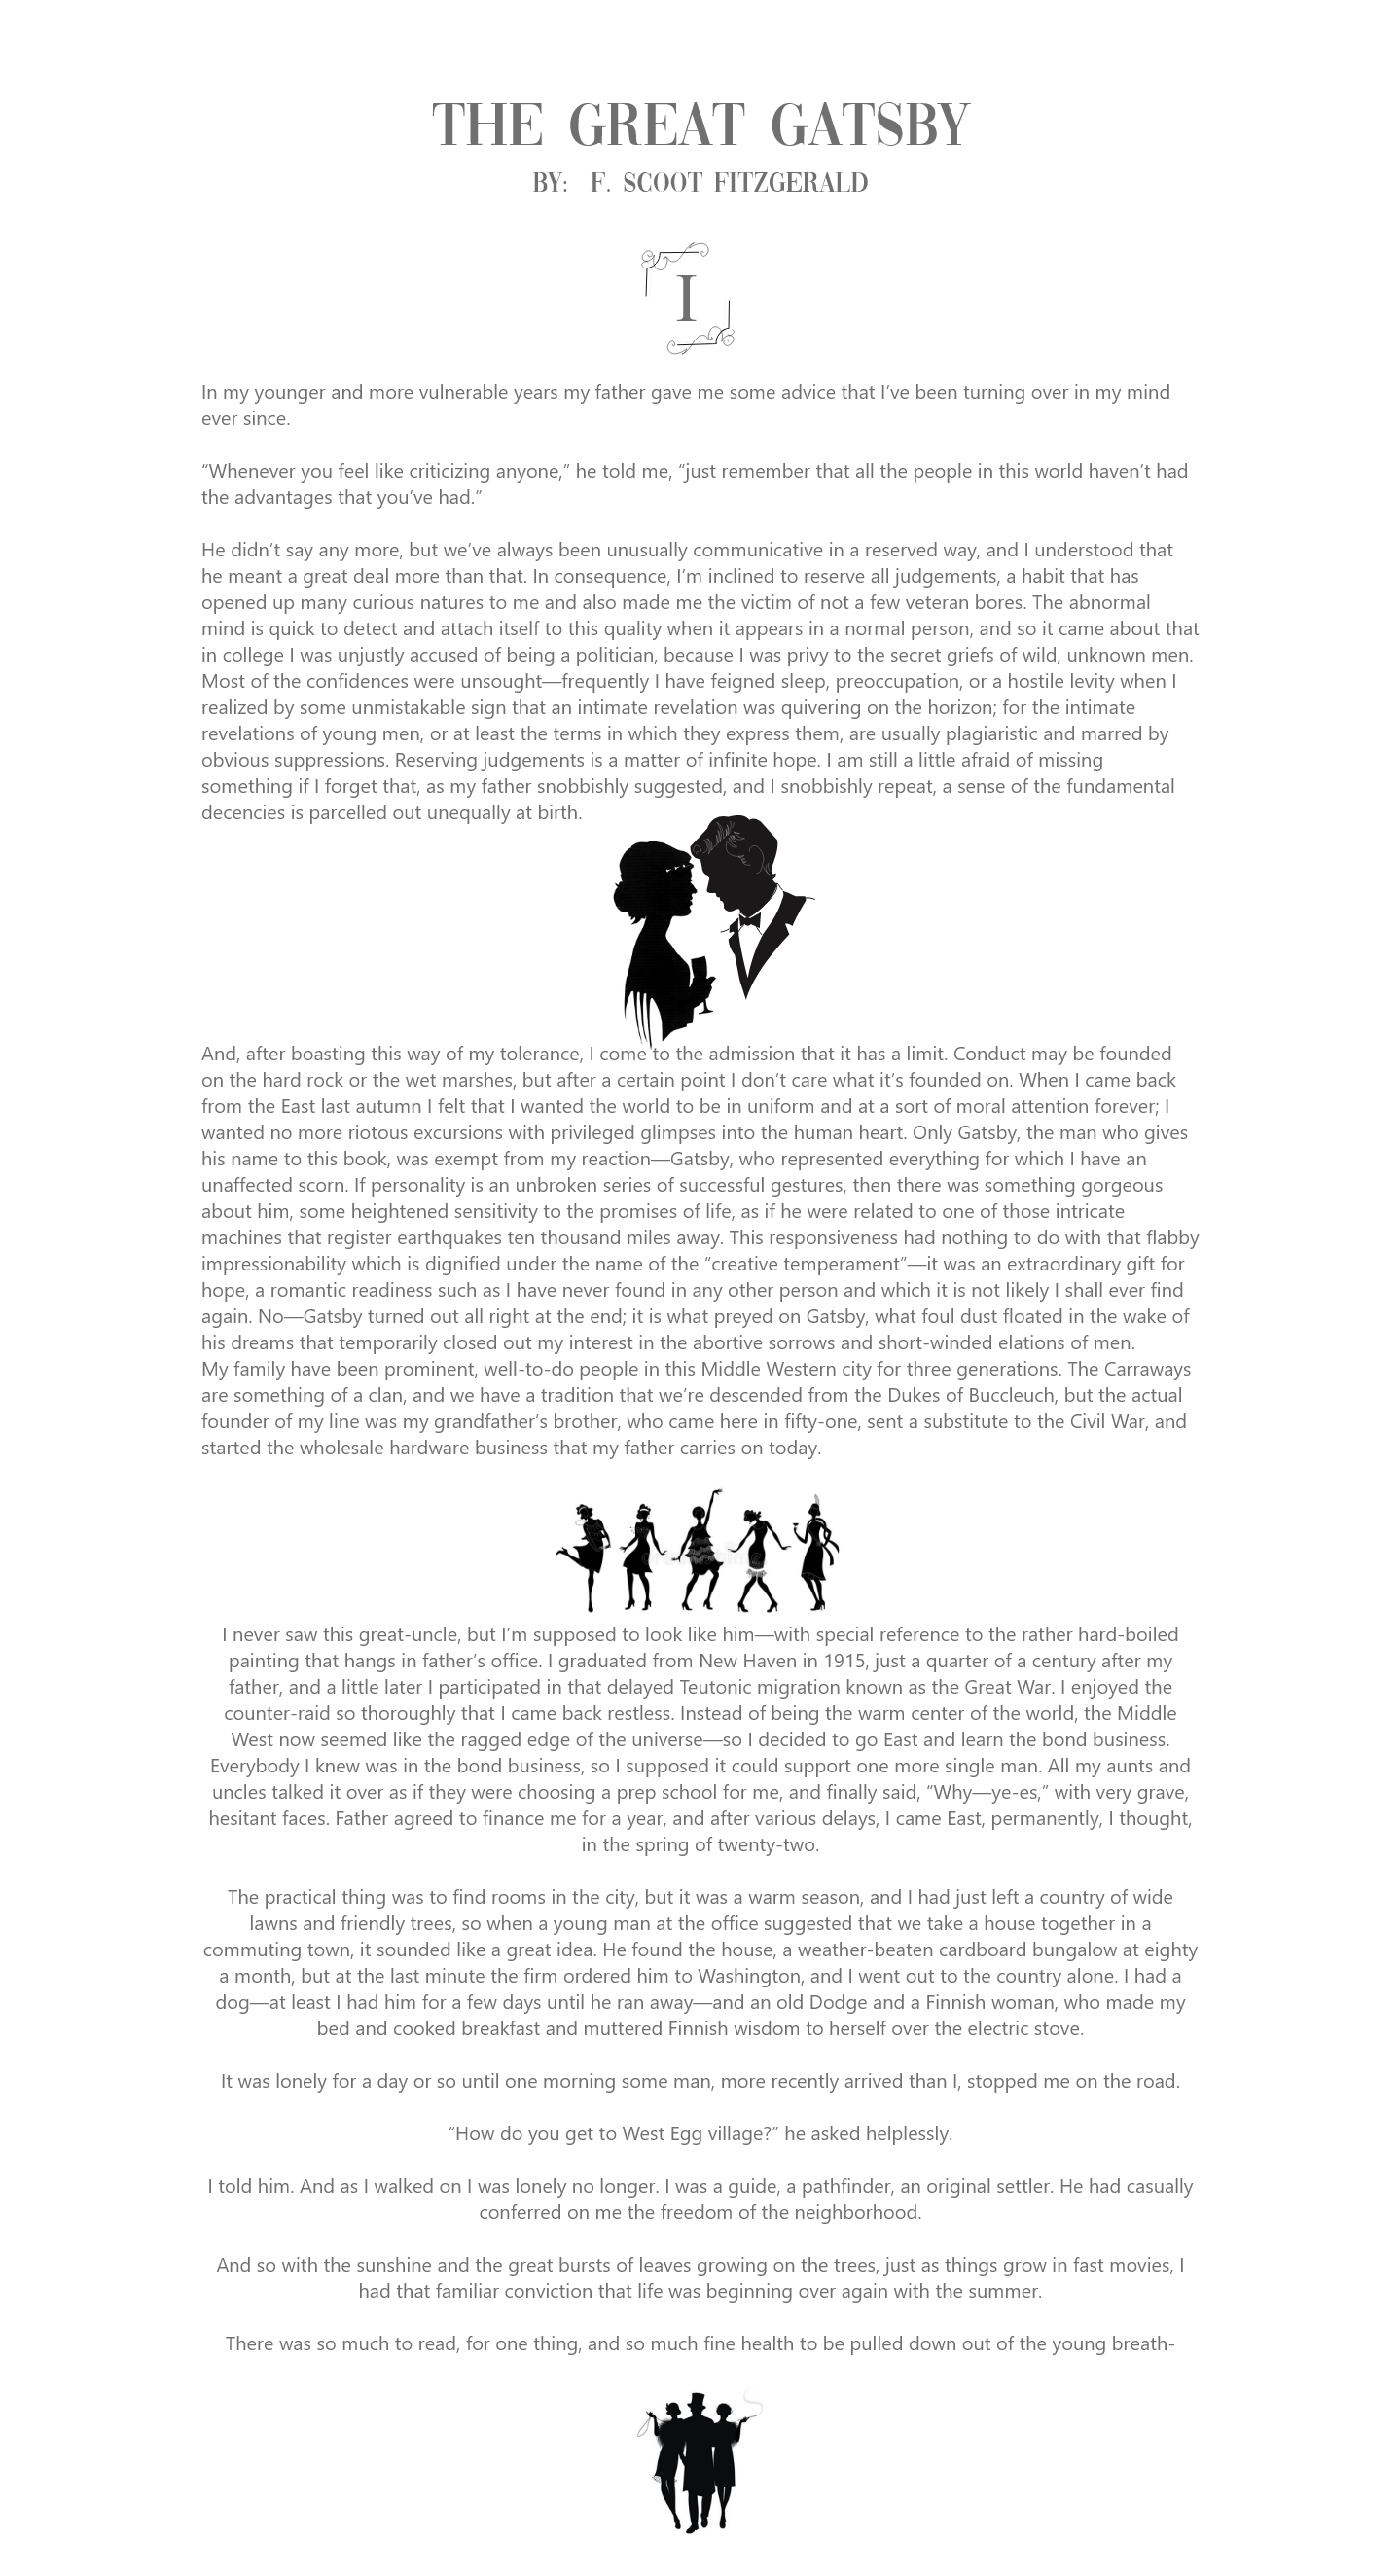 THE GREAT GATSBY
BY: F. SCOOT FITZGERALD
I
In my younger and more vulnerable years my father gave me some advice that I’ve been turning over in my mind
ever since.
“Whenever you feel like criticizing anyone,” he told me, “just remember that all the people in this world haven’t had
the advantages that you’ve had.”
He didn’t say any more, but we’ve always been unusually communicative in a reserved way, and I understood that
he meant a great deal more than that. In consequence, I’m inclined to reserve all judgements, a habit that has
opened up many curious natures to me and also made me the victim of not a few veteran bores. The abnormal
mind is quick to detect and attach itself to this quality when it appears in a normal person, and so it came about that
in college I was unjustly accused of being a politician, because I was privy to the secret griefs of wild, unknown men.
Most of the confidences were unsought—frequently I have feigned sleep, preoccupation, or a hostile levity when I
realized by some unmistakable sign that an intimate revelation was quivering on the horizon; for the intimate
revelations of young men, or at least the terms in which they express them, are usually plagiaristic and marred by
obvious suppressions. Reserving judgements is a matter of infinite hope. I am still a little afraid of missing
something if I forget that, as my father snobbishly suggested, and I snobbishly repeat, a sense of the fundamental
decencies is parcelled out unequally at birth.
And, after boasting this way of my tolerance, I come to the admission that it has a limit. Conduct may be founded
on the hard rock or the wet marshes, but after a certain point I don’t care what it’s founded on. When I came back
from the East last autumn I felt that I wanted the world to be in uniform and at a sort of moral attention forever; I
wanted no more riotous excursions with privileged glimpses into the human heart. Only Gatsby, the man who gives
his name to this book, was exempt from my reaction—Gatsby, who represented everything for which I have an
unaffected scorn. If personality is an unbroken series of successful gestures, then there was something gorgeous
about him, some heightened sensitivity to the promises of life, as if he were related to one of those intricate
machines that register earthquakes ten thousand miles away. This responsiveness had nothing to do with that flabby
impressionability which is dignified under the name of the “creative temperament”—it was an extraordinary gift for
hope, a romantic readiness such as I have never found in any other person and which it is not likely I shall ever find
again. No—Gatsby turned out all right at the end; it is what preyed on Gatsby, what foul dust floated in the wake of
his dreams that temporarily closed out my interest in the abortive sorrows and short-winded elations of men.
My family have been prominent, well-to-do people in this Middle Western city for three generations. The Carraways
are something of a clan, and we have a tradition that we’re descended from the Dukes of Buccleuch, but the actual
founder of my line was my grandfather’s brother, who came here in fifty-one, sent a substitute to the Civil War, and
started the wholesale hardware business that my father carries on today.
I never saw this great-uncle, but I’m supposed to look like him—with special reference to the rather hard-boiled
painting that hangs in father’s office. I graduated from New Haven in 1915, just a quarter of a century after my
father, and a little later I participated in that delayed Teutonic migration known as the Great War. I enjoyed the
counter-raid so thoroughly that I came back restless. Instead of being the warm center of the world, the Middle
West now seemed like the ragged edge of the universe—so I decided to go East and learn the bond business.
Everybody I knew was in the bond business, so I supposed it could support one more single man. All my aunts and
uncles talked it over as if they were choosing a prep school for me, and finally said, “Why—ye-es,” with very grave,
hesitant faces. Father agreed to finance me for a year, and after various delays, I came East, permanently, I thought,
in the spring of twenty-two.
The practical thing was to find rooms in the city, but it was a warm season, and I had just left a country of wide
lawns and friendly trees, so when a young man at the office suggested that we take a house together in a
commuting town, it sounded like a great idea. He found the house, a weather-beaten cardboard bungalow at eighty
a month, but at the last minute the firm ordered him to Washington, and I went out to the country alone. I had a
dog—at least I had him for a few days until he ran away—and an old Dodge and a Finnish woman, who made my
bed and cooked breakfast and muttered Finnish wisdom to herself over the electric stove.
It was lonely for a day or so until one morning some man, more recently arrived than I, stopped me on the road.
“How do you get to West Egg village?” he asked helplessly.
I told him. And as I walked on I was lonely no longer. I was a guide, a pathfinder, an original settler. He had casually
conferred on me the freedom of the neighborhood.
And so with the sunshine and the great bursts of leaves growing on the trees, just as things grow in fast movies, I
had that familiar conviction that life was beginning over again with the summer.
There was so much to read, for one thing, and so much fine health to be pulled down out of the young breath-